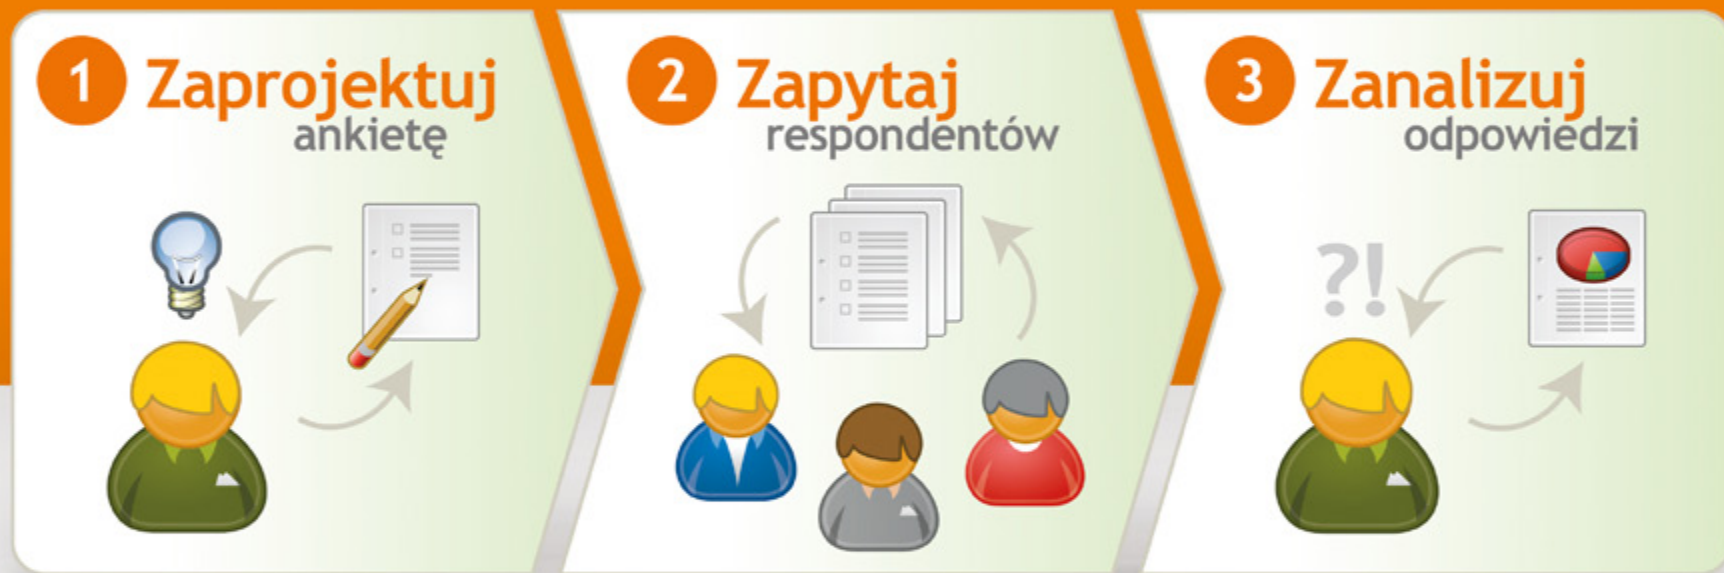 1 Zaprojektuj
ankietę
2 Zapytaj
respondentów
3 Zanalizuj
odpowiedzi
?!